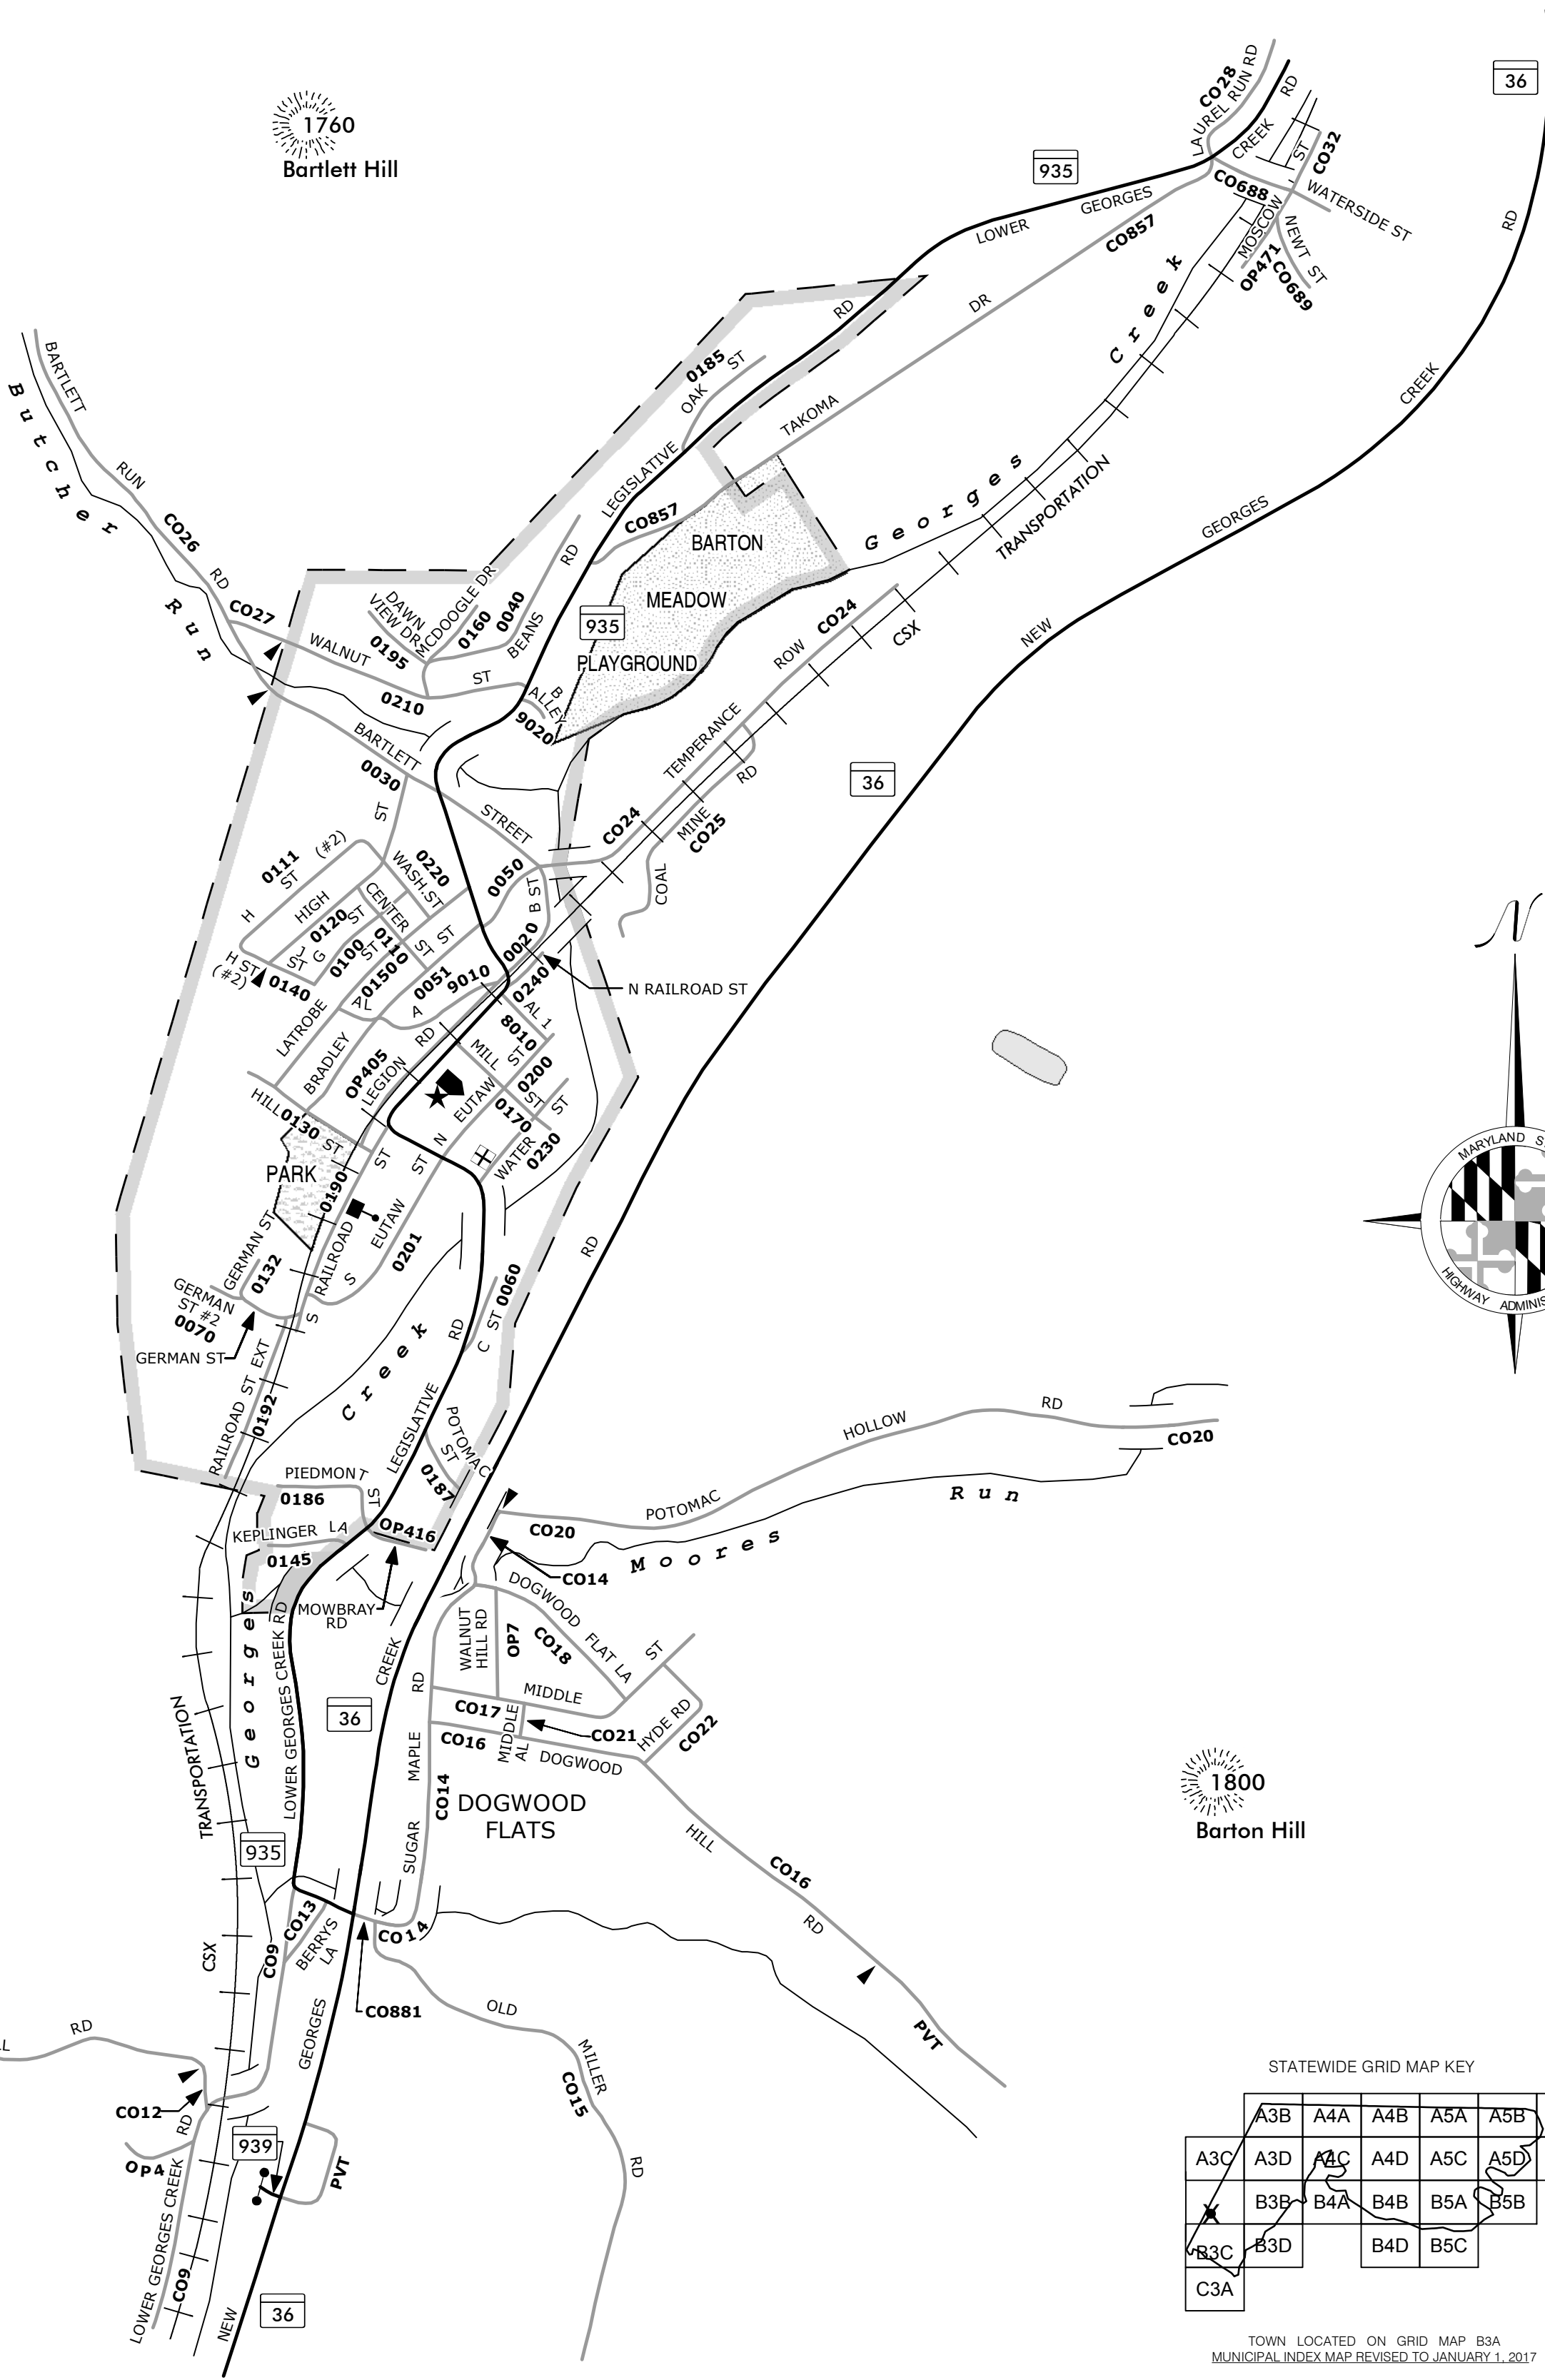 36
1760
Bartlett Hill
CO28
LAUREL RUN RD
RD
CREEK
935
CO32
ST
CO688
WATERSIDE ST
MOSCOW
OP471
NEWT ST
CO689
RD
LOWER
GEORGES
CO857
Creek
DR
RD
CREEK
BARTLETT
Butcher
RUN
CO26
RD
Run
0185
OAK ST
TAKOMA
LEGISLATIVE
CO857
BARTON
MEADOW
PLAYGROUND
Georges
TRANSPORTATION
GEORGES
RD
MCDOOGLE DR
DAWN
VIEW DR
0195
0160
0040
BEANS
935
CO27
WALNUT
ST
0210
B
ALLEY
9020
CO24
ROW
CSX
NEW
BARTLETT
0030
STREET
TEMPERANCE
RD
36
ST
CO24
MINE
CO25
COAL
0111
ST
(#2)
H
HIGH
0120
ST
J
G
ST
WASH.ST
0220
CENTER
ST
0050
B ST
0100
0110
ST
ST
0150
H ST
(#2)
0140
AL
A
0051
9010
0020
0240
N RAILROAD ST
AL 1
8010
LATROBE
BRADLEY
OP405
LEGION
RD
MILL
ST
ST
0200
EUTAW
N
0170
ST
HILL
0130
ST
WATER
0230
PARK
0190
ST
ST
EUTAW
S
0201
RAILROAD
S
GERMAN ST
0132
GERMAN
ST #2
0070
GERMAN ST
MARYLAND
HIGHWAY
RD
C ST
0060
RD
Creek
RAILROAD ST EXT
0192
LEGISLATIVE
POTOMAC
ST
0187
HOLLOW
RD
CO20
PIEDMONT
ST
0186
KEPLINGER LA
0145
OP416
MOWBRAY
RD
POTOMAC
CO20
Moores
Run
CO14
DOGWOOD
FLAT LA
CO18
WALNUT
HILL RD
OP7
ST
Georges
LOWER GEORGES CREEK RD
CREEK
RD
MIDDLE
CO17
HYDE RD
CO22
CO21
MIDDLE
AL
CO16
DOGWOOD
36
MAPLE
CO14
SUGAR
DOGWOOD
FLATS
TRANSPORTATION
1800
Barton Hill
935
HILL
CO16
RD
CO13
BERRYS
LA
CO9
CSX
CO14
CO881
OLD
GEORGES
MILLER
CO15
PVT
RD
CO12
RD
939
OP4
PVT
RD
LOWER GEORGES CREEK
CO9
NEW
36
STATEWIDE GRID MAP KEY
A3B A4A A4B A5A A5B
A3C A3D A4C A4D A5C A5D
B3B B4A B4B B5A B5B
B3C B3D B4D B5C
C3A
TOWN LOCATED ON GRID MAP B3A
MUNICIPAL INDEX MAP REVISED TO JANUARY 1, 2017